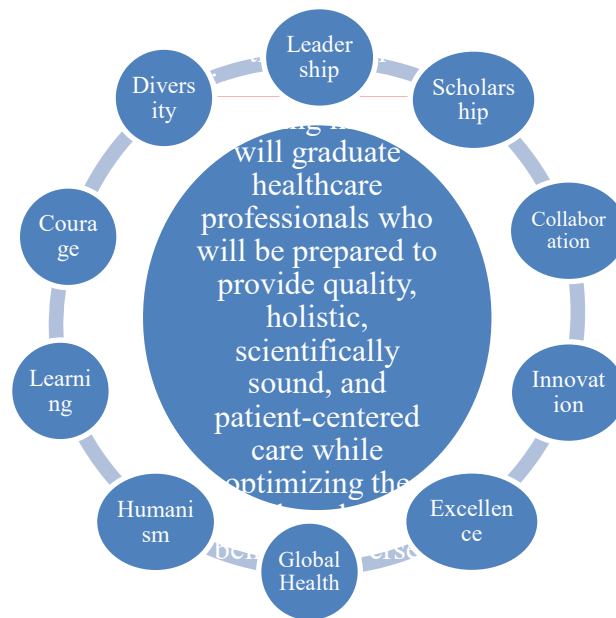 Leader
ship
Scholars
hip
Collabor
ation
Innovat
ion
Excellen
ce
Global
Health
Humani
sm
Learni
ng
Coura
ge
Divers
ity
will graduate
healthcare
professionals who
will be prepared to
provide quality,
holistic,
scientifically
sound, and
patient-centered
care while
optimizing the